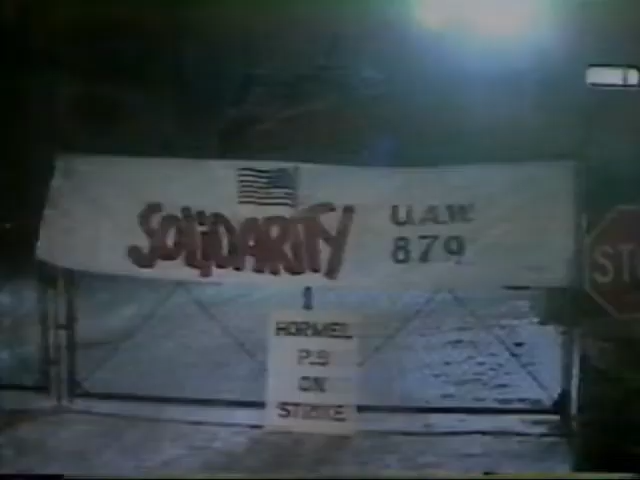 SOLIDARITY
U.A.W.
879
HORMEL
P.9
ON
STRIKE